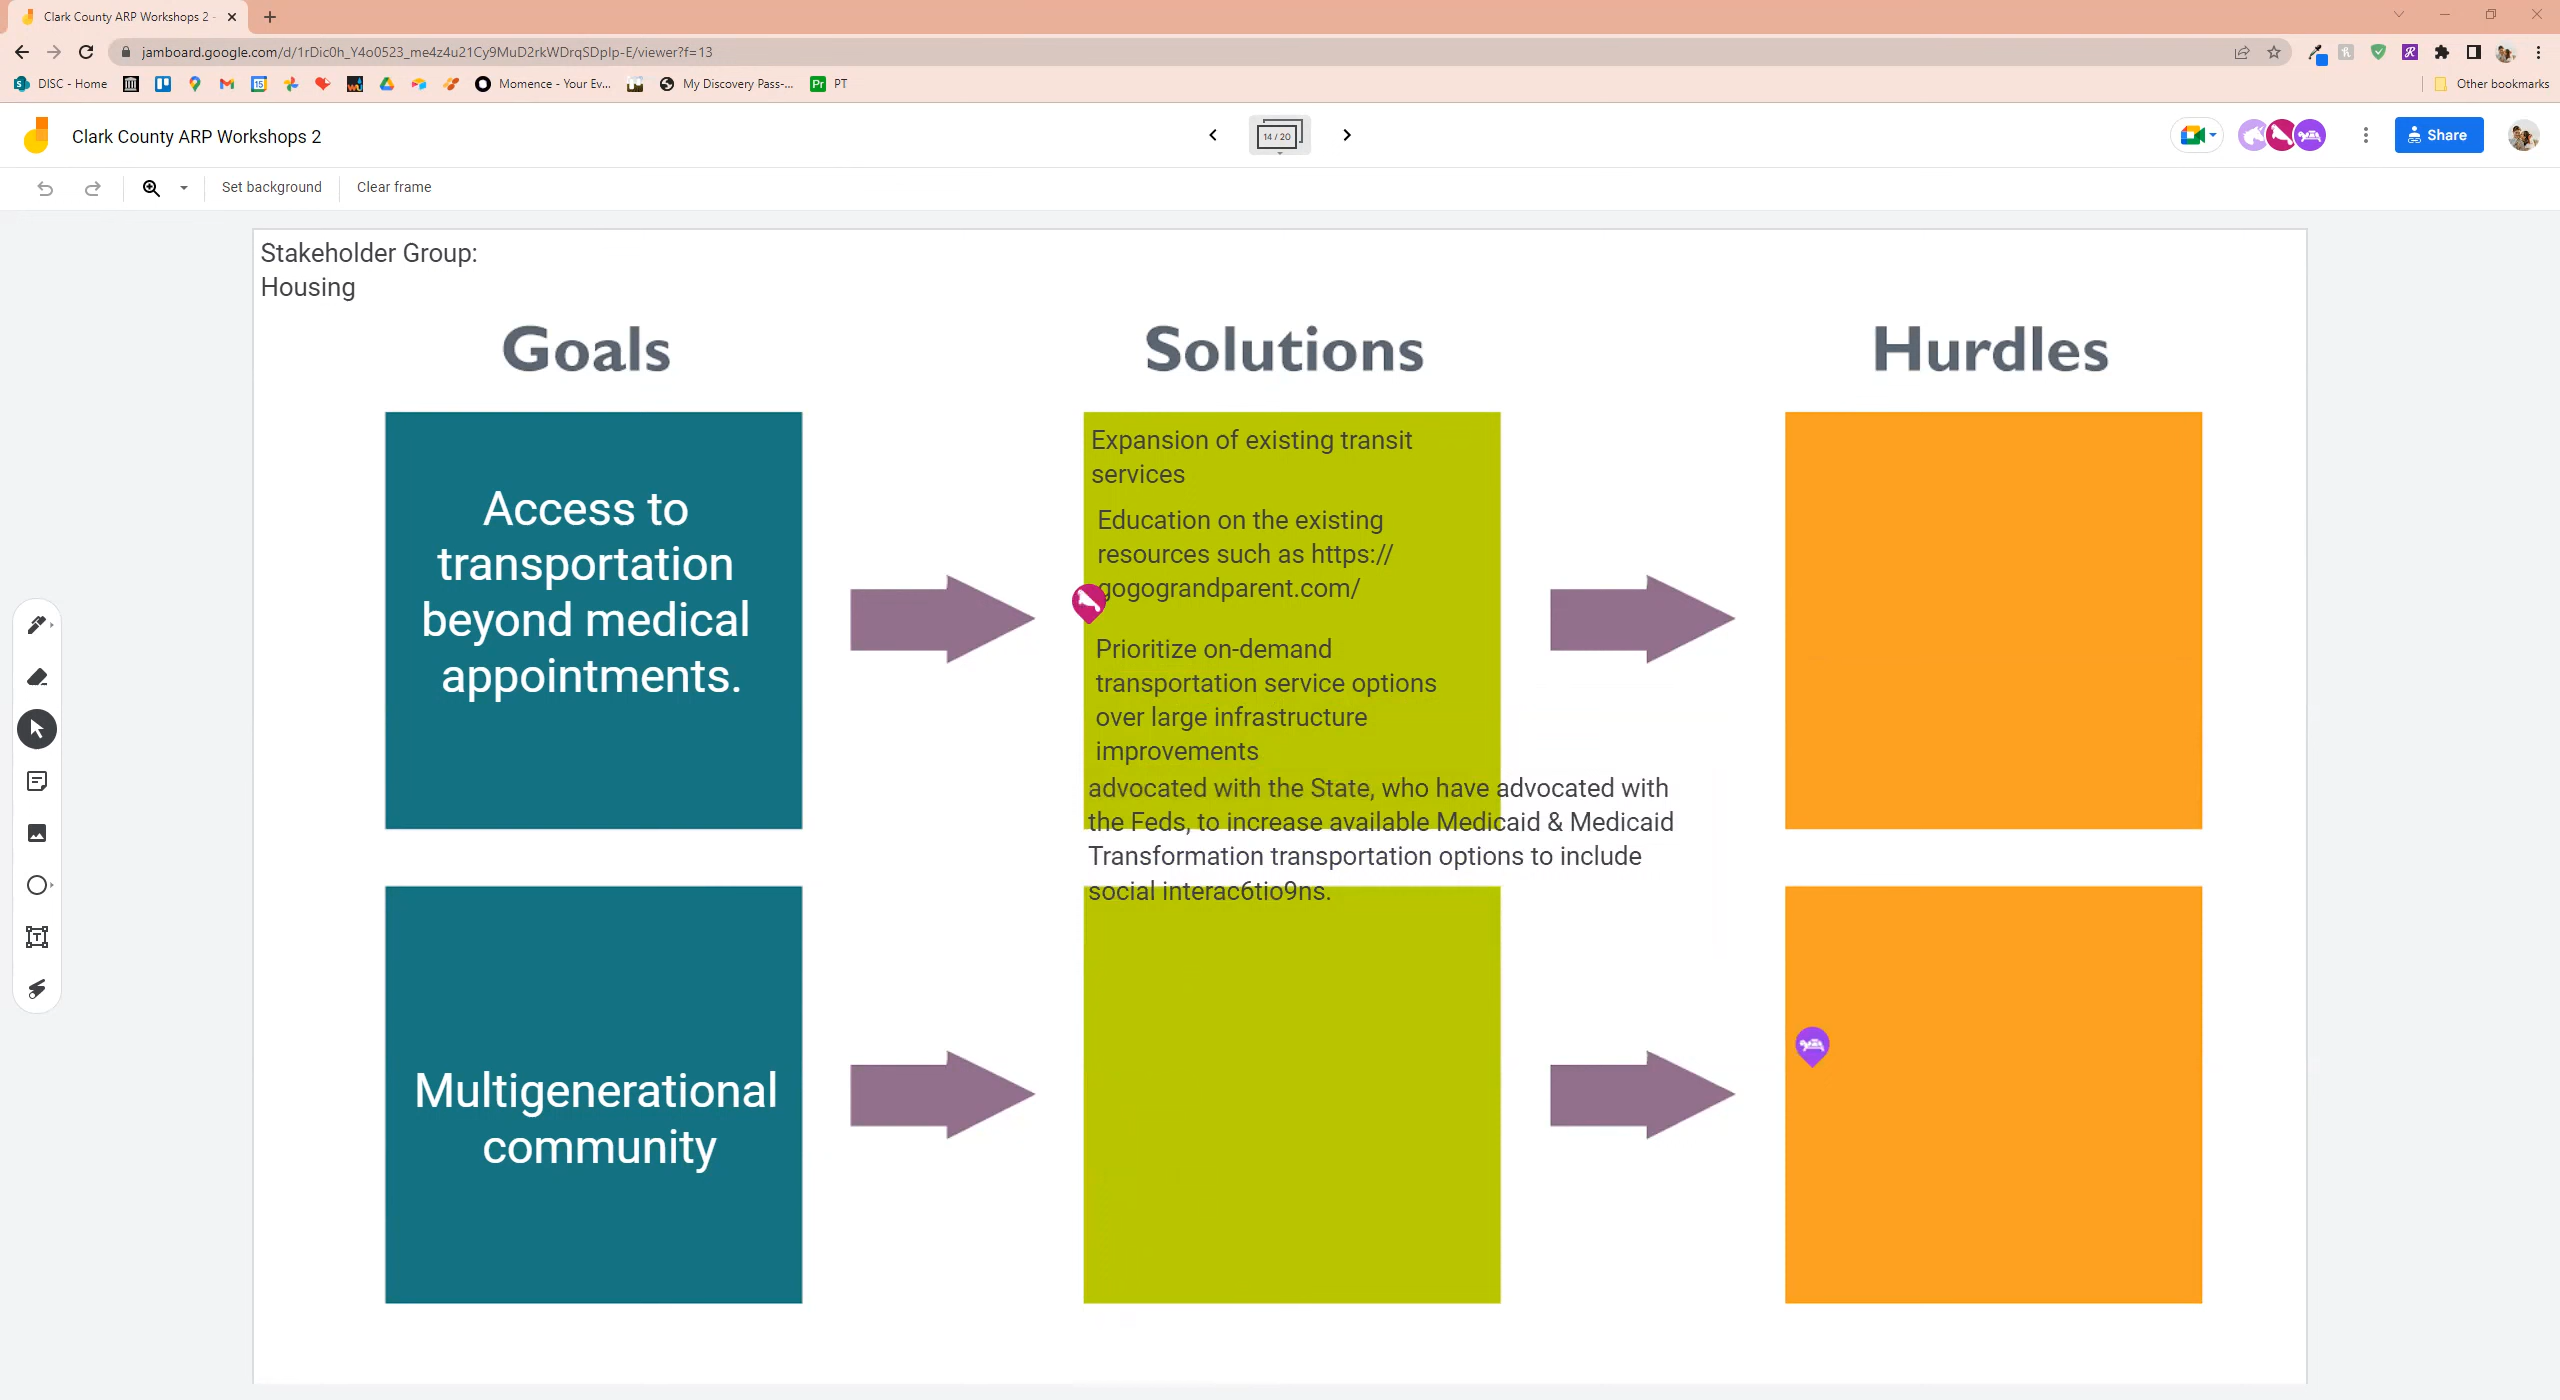 Clark County ARP Workshops 2 -
jamboard.google.com/d/1rDic0h_Y4o0523_me4z4u21Cy9MuD2rkWDrqSDpIp-E/viewer?f=13
DISC - Home
15
Momence - Your Ev...
My Discovery Pass-...
Pr PT
Other bookmarks
Clark County ARP Workshops 2
14 / 20
Share
Set background
Clear frame
Stakeholder Group:
Housing
Goals
Solutions
Hurdles
Access to
transportation
beyond medical
appointments.
Expansion of existing transit
services
Education on the existing
resources such as https://
gogograndparent.com/
Prioritize on-demand
transportation service options
over large infrastructure
improvements
advocated with the State, who have advocated with
the Feds, to increase available Medicaid & Medicaid
Transformation transportation options to include
social interac6tio9ns.
Multigenerational
community